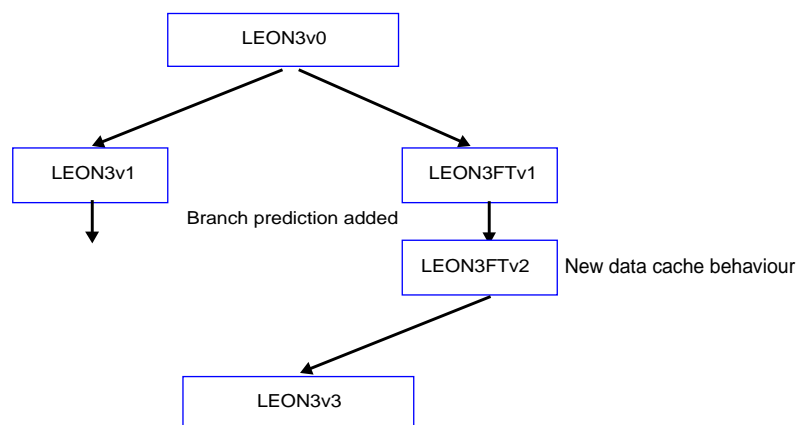 LEON3v0
LEON3v1
LEON3FTv1
Branch prediction added
LEON3FTv2
New data cache behaviour
LEON3v3